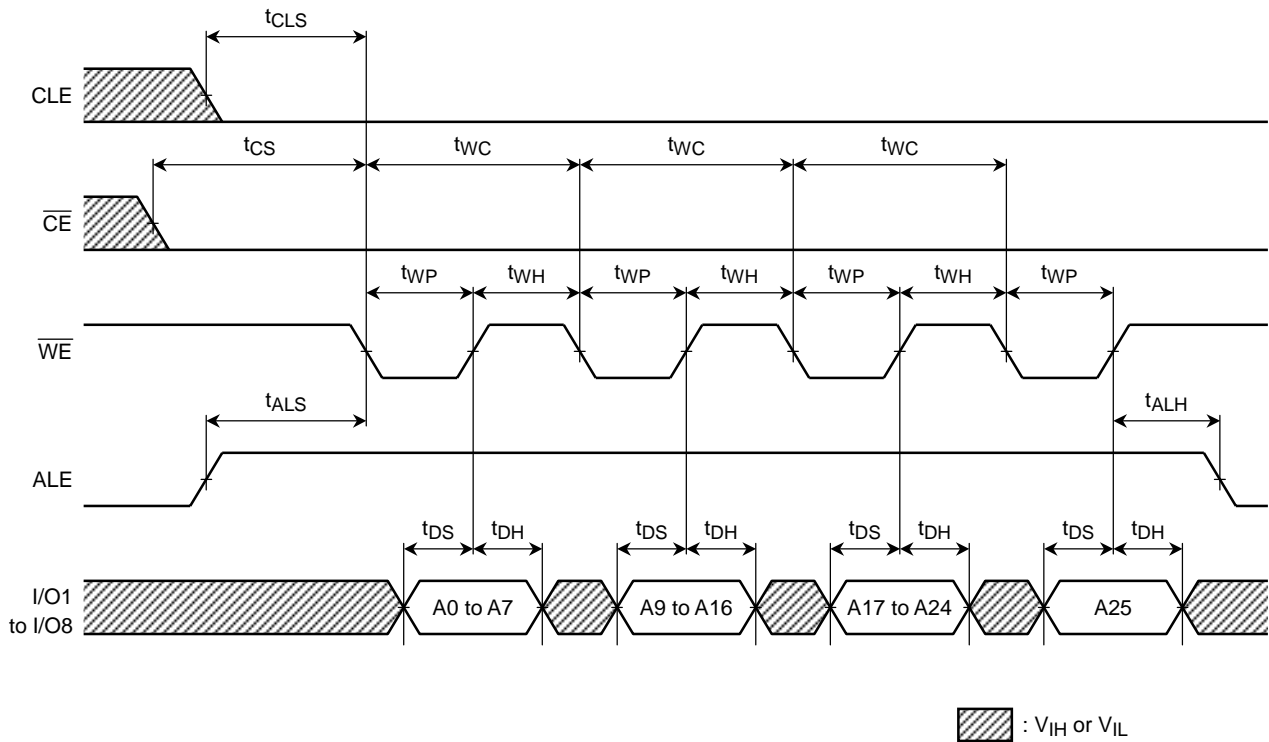 tCLS
CLE
tCS tWC tWC tWC
CE
tWP tWH tWP tWH tWP tWH tWP
WE
tALS tALH
ALE
tDS tDH tDS tDH tDS tDH tDS tDH
I/O1
to I/O8
A0 to A7 A9 to A16 A17 to A24 A25
: VIH or VIL